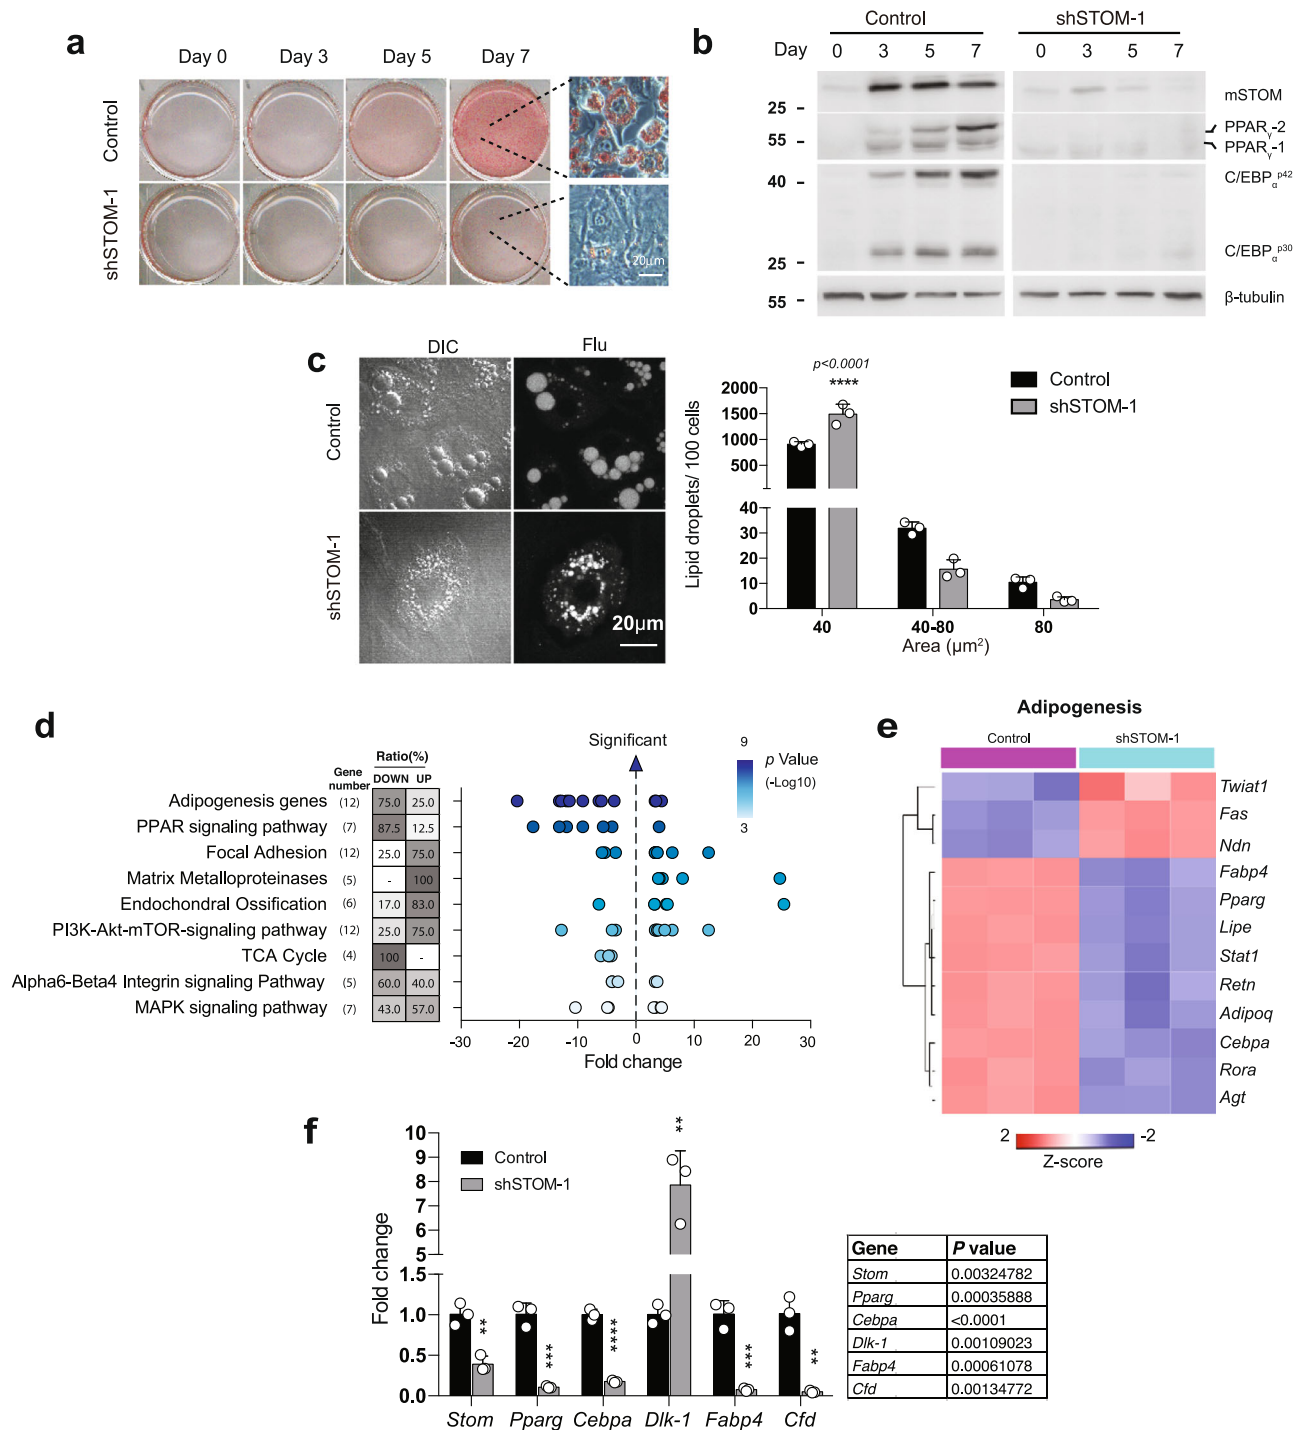 a
Day 0 Day 3 Day 5 Day 7
Control
shSTOM-1
20μm
b
Control shSTOM-1
Day 0 3 5 7 0 3 5 7
mSTOM
25 -
PPARγ-2
55 -
PPARγ-1
40 -
C/EBPα p42
C/EBPα p30
25 -
55 -
β-tubulin
c
DIC Flu
Control
shSTOM-1
20μm
p<0.0001
****
Control
shSTOM-1
Lipid droplets/ 100 cells
2000
1500
1000
500
40
30
20
10
0
40 40-80 80
Area (μm²)
d
Significant
9
p Value
(-Log10)
3
Ratio(%)
Gene number DOWN UP
Adipogenesis genes (12) 75.0 25.0
PPAR signaling pathway (7) 87.5 12.5
Focal Adhesion (12) 25.0 75.0
Matrix Metalloproteinases (5) - 100
Endochondral Ossification (6) 17.0 83.0
PI3K-Akt-mTOR-signaling pathway (12) 25.0 75.0
TCA Cycle (4) 100 -
Alpha6-Beta4 Integrin signaling Pathway (5) 60.0 40.0
MAPK signaling pathway (7) 43.0 57.0
-30 -20 -10 0 10 20 30
Fold change
e
Adipogenesis
Control shSTOM-1
Twiat1
Fas
Ndn
Fabp4
Pparg
Lipe
Stat1
Retn
Adipoq
Cebpa
Rora
Agt
2 -2
Z-score
f
Control
shSTOM-1
Fold change
10
9
8
7
6
5
1.5
1.0
0.5
0.0
** *** **** ** *** **
Stom Pparg Cebpa Dlk-1 Fabp4 Cfd
Gene P value
Stom 0.00324782
Pparg 0.00035888
Cebpa <0.0001
Dlk-1 0.00109023
Fabp4 0.00061078
Cfd 0.00134772